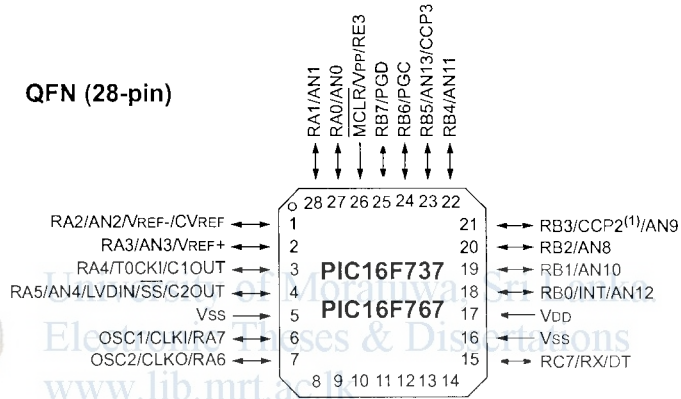 QFN (28-pin)
RA1/AN1
RA0/AN0
MCLR/VPP/RE3
RB7/PGD
RB6/PGC
RB5/AN13/CCP3
RB4/AN11
28 27 26 25 24 23 22
RA2/AN2/VREF-/CVREF 1
RA3/AN3/VREF+ 2
RA4/T0CKI/C1OUT 3
RA5/AN4/LVDIN/SS/C2OUT 4
VSS 5
OSC1/CLKI/RA7 6
OSC2/CLKO/RA6 7
PIC16F737
PIC16F767
21 RB3/CCP2(1)/AN9
20 RB2/AN8
19 RB1/AN10
18 RB0/INT/AN12
17 VDD
16 VSS
15 RC7/RX/DT
8 9 10 11 12 13 14
University of Moratuwa, Sri Lanka.
Electronic Theses & Dissertations
www.lib.mrt.ac.lk